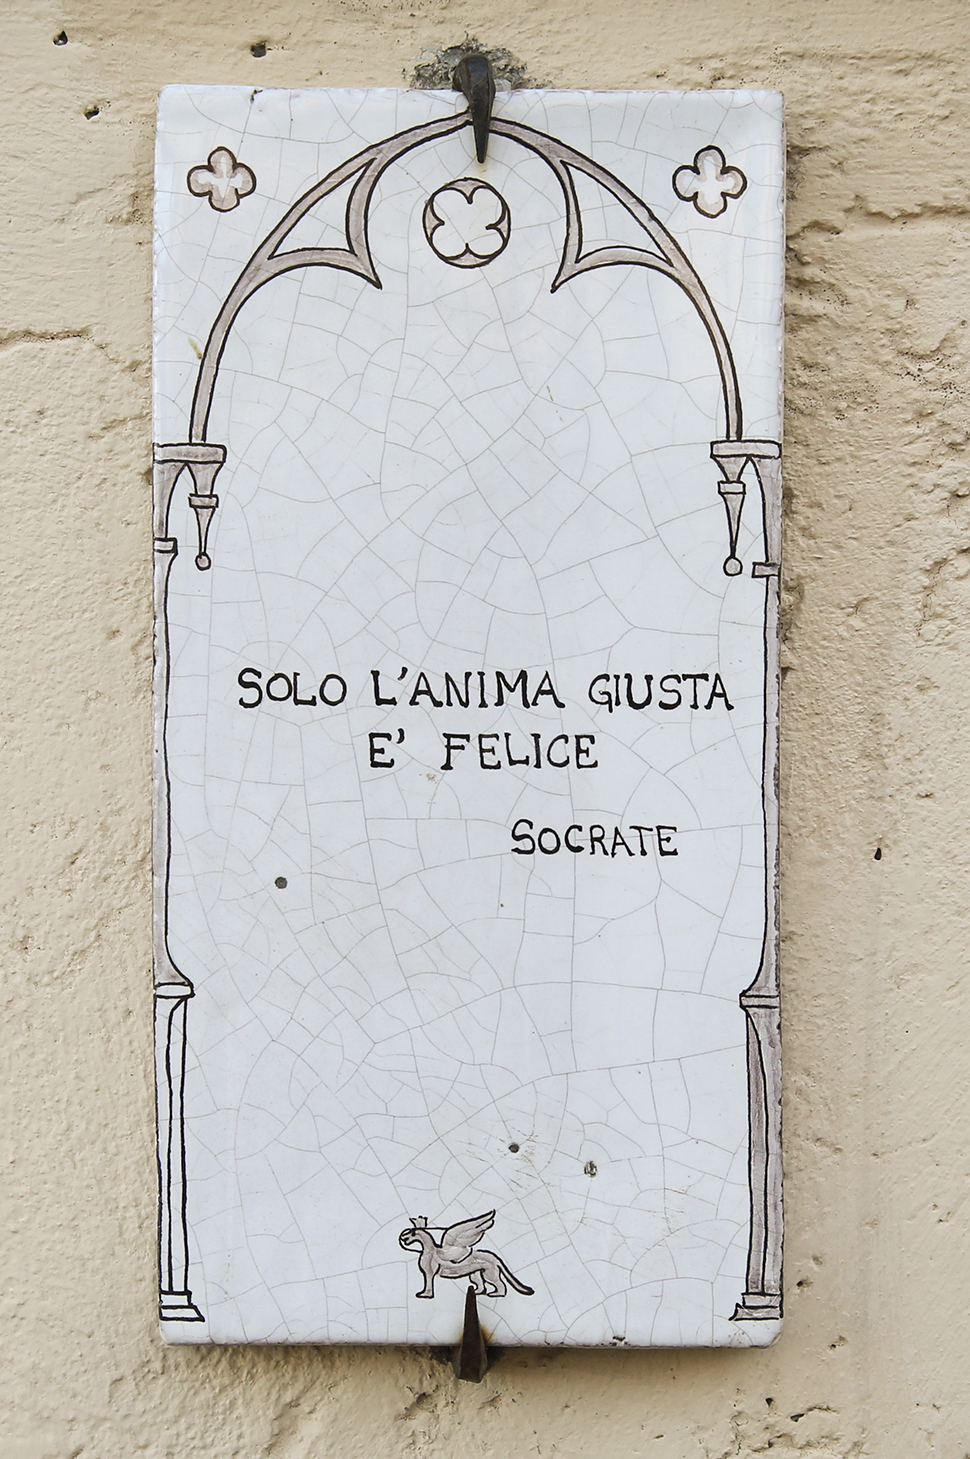 SOLO L'ANIMA GIUSTA
E' FELICE
SOCRATE